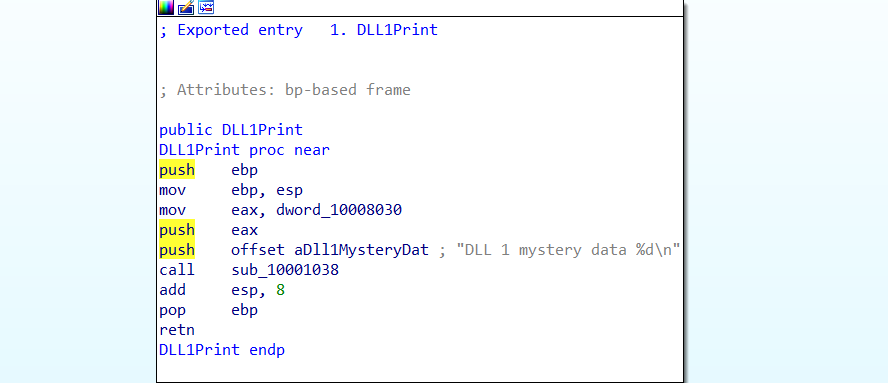 ; Exported entry   1. DLL1Print
; Attributes: bp-based frame
public DLL1Print
DLL1Print proc near
push    ebp
mov     ebp, esp
mov     eax, dword_10008030
push    eax
push    offset aDll1MysteryDat ; "DLL 1 mystery data %d\n"
call    sub_10001038
add     esp, 8
pop     ebp
retn
DLL1Print endp